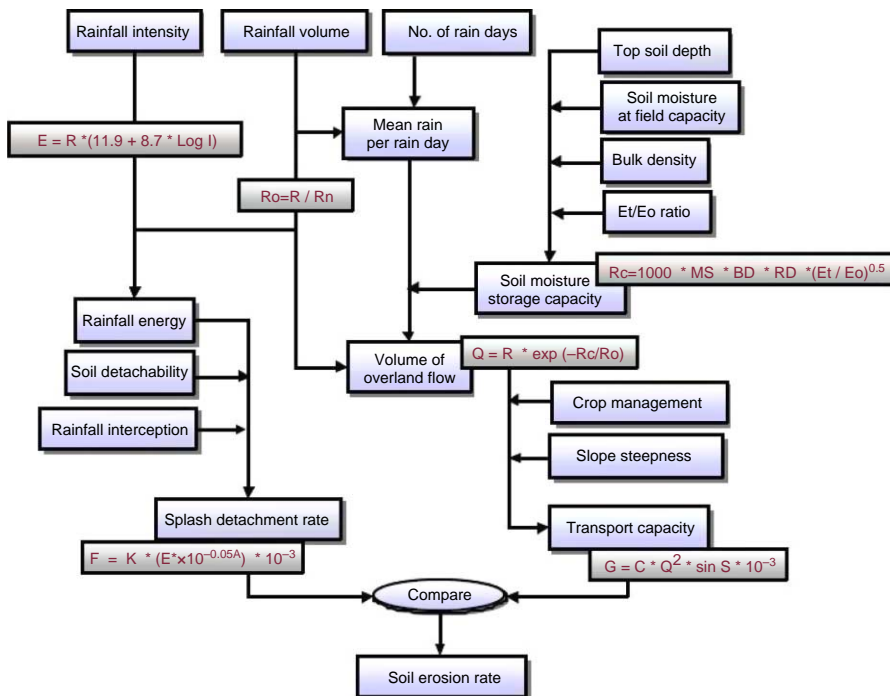 Rainfall intensity
Rainfall volume
No. of rain days
Top soil depth
Soil moisture
at field capacity
Mean rain
per rain day
E = R *(11.9 + 8.7 * Log I)
Bulk density
Ro=R / Rn
Et/Eo ratio
Soil moisture
storage capacity
Rc=1000 * MS * BD * RD *(Et / Eo)^0.5
Rainfall energy
Volume of
overland flow
Q = R * exp (–Rc/Ro)
Soil detachability
Crop management
Rainfall interception
Slope steepness
Splash detachment rate
Transport capacity
F = K * (E*×10^–0.05A) * 10^–3
G = C * Q^2 * sin S * 10^–3
Compare
Soil erosion rate